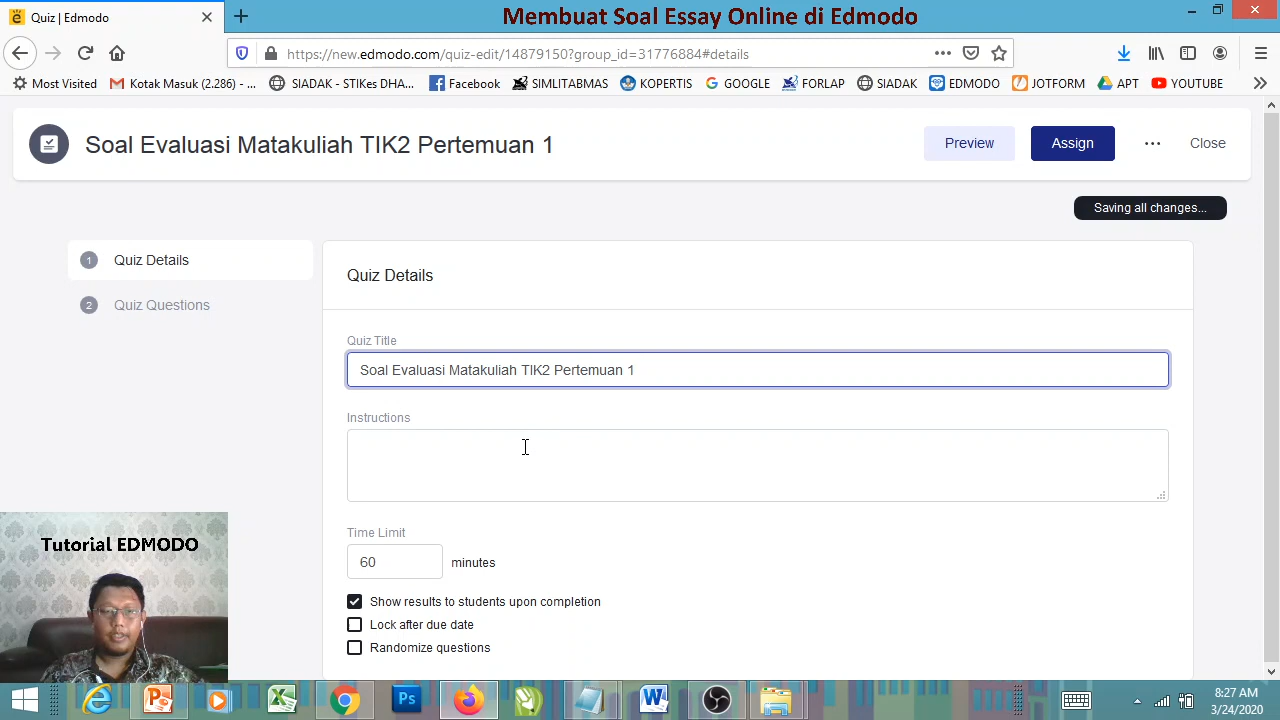 Quiz | Edmodo
Membuat Soal Essay Online di Edmodo
https://new.edmodo.com/quiz-edit/14879150?group_id=31776884#details
Most Visited
Kotak Masuk (2.285) - ...
SIADAK - STIKes DHA...
Facebook
SIMLITABMAS
KOPERTIS
GOOGLE
FORLAP
SIADAK
EDMODO
JOTFORM
APT
YOUTUBE
Soal Evaluasi Matakuliah TIK2 Pertemuan 1
Preview
Assign
Close
Saving all changes...
1 Quiz Details
2 Quiz Questions
Quiz Details
Quiz Title
Soal Evaluasi Matakuliah TIK2 Pertemuan 1
Instructions
Time Limit
60 minutes
Show results to students upon completion
Lock after due date
Randomize questions
Tutorial EDMODO
8:27 AM
3/24/2020